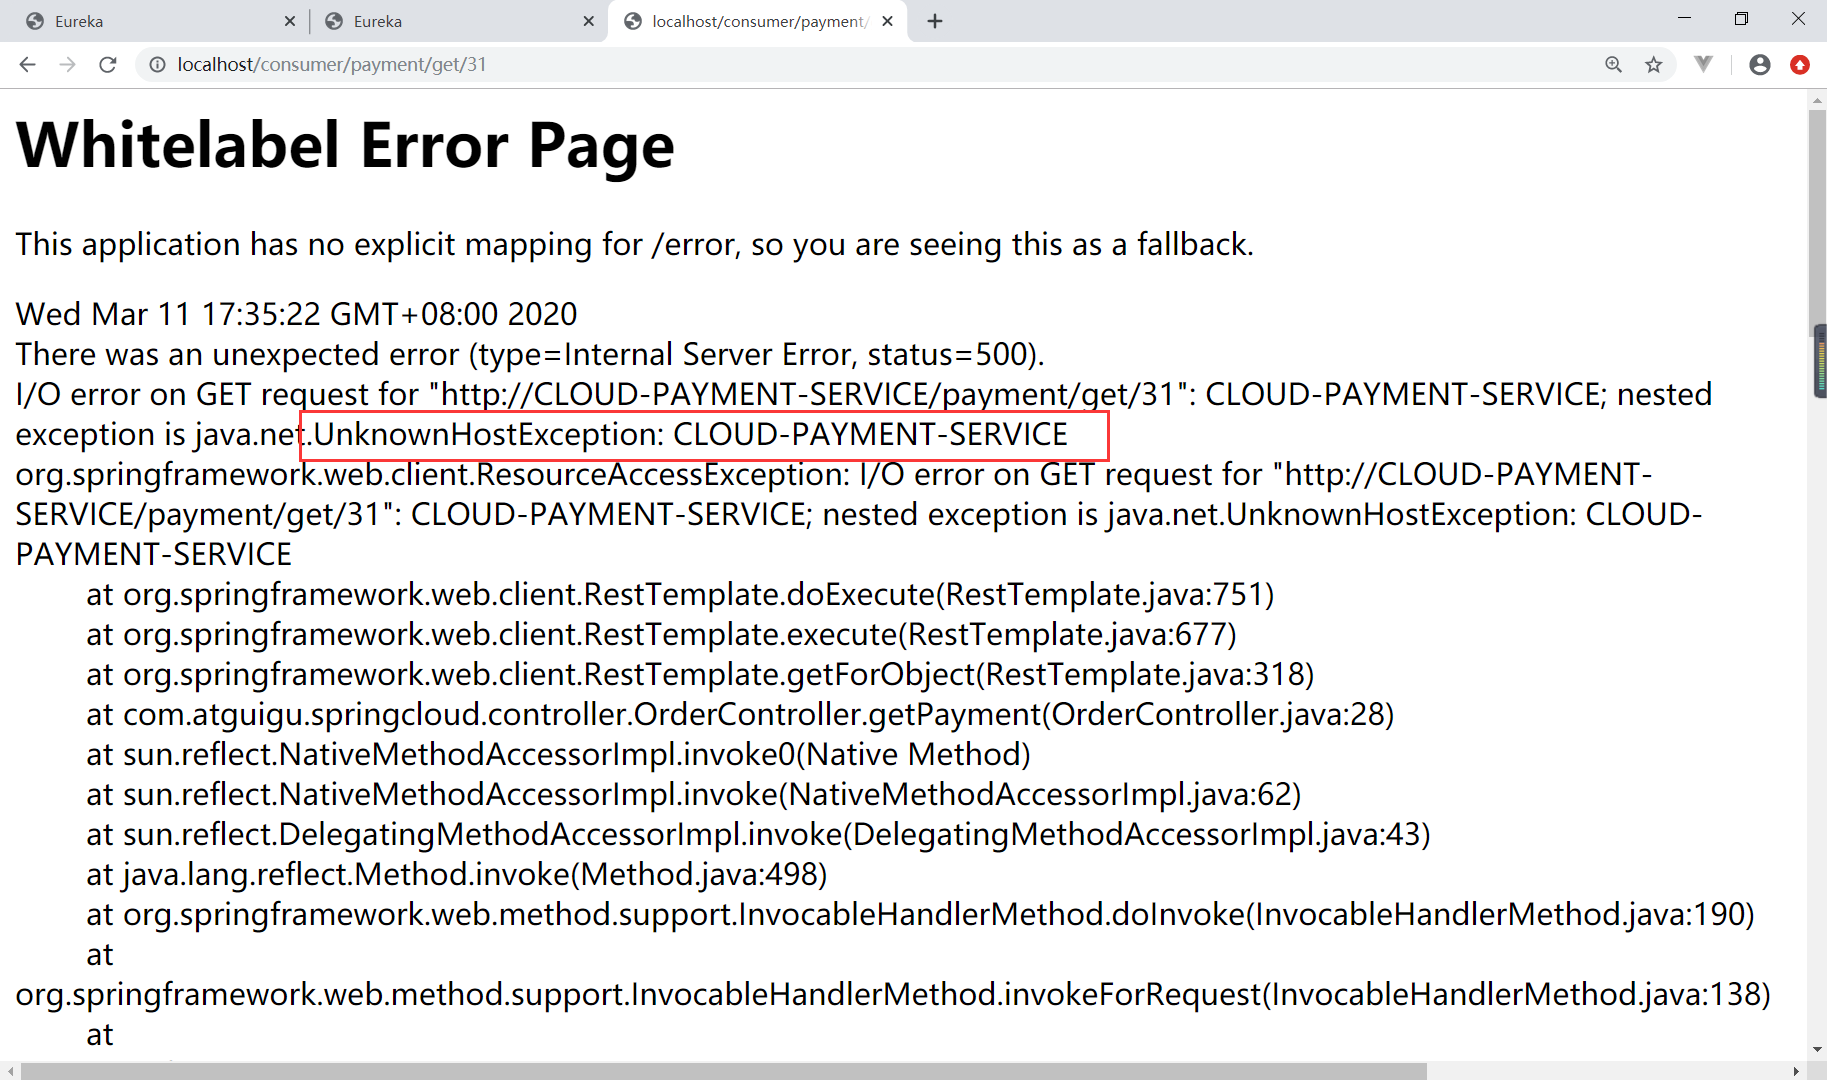 Eureka
Eureka
localhost/consumer/payment/
localhost/consumer/payment/get/31
Whitelabel Error Page
This application has no explicit mapping for /error, so you are seeing this as a fallback.
Wed Mar 11 17:35:22 GMT+08:00 2020
There was an unexpected error (type=Internal Server Error, status=500).
I/O error on GET request for "http://CLOUD-PAYMENT-SERVICE/payment/get/31": CLOUD-PAYMENT-SERVICE; nested
exception is java.net.UnknownHostException: CLOUD-PAYMENT-SERVICE
org.springframework.web.client.ResourceAccessException: I/O error on GET request for "http://CLOUD-PAYMENT-
SERVICE/payment/get/31": CLOUD-PAYMENT-SERVICE; nested exception is java.net.UnknownHostException: CLOUD-
PAYMENT-SERVICE
at org.springframework.web.client.RestTemplate.doExecute(RestTemplate.java:751)
at org.springframework.web.client.RestTemplate.execute(RestTemplate.java:677)
at org.springframework.web.client.RestTemplate.getForObject(RestTemplate.java:318)
at com.atguigu.springcloud.controller.OrderController.getPayment(OrderController.java:28)
at sun.reflect.NativeMethodAccessorImpl.invoke0(Native Method)
at sun.reflect.NativeMethodAccessorImpl.invoke(NativeMethodAccessorImpl.java:62)
at sun.reflect.DelegatingMethodAccessorImpl.invoke(DelegatingMethodAccessorImpl.java:43)
at java.lang.reflect.Method.invoke(Method.java:498)
at org.springframework.web.method.support.InvocableHandlerMethod.doInvoke(InvocableHandlerMethod.java:190)
at
org.springframework.web.method.support.InvocableHandlerMethod.invokeForRequest(InvocableHandlerMethod.java:138)
at